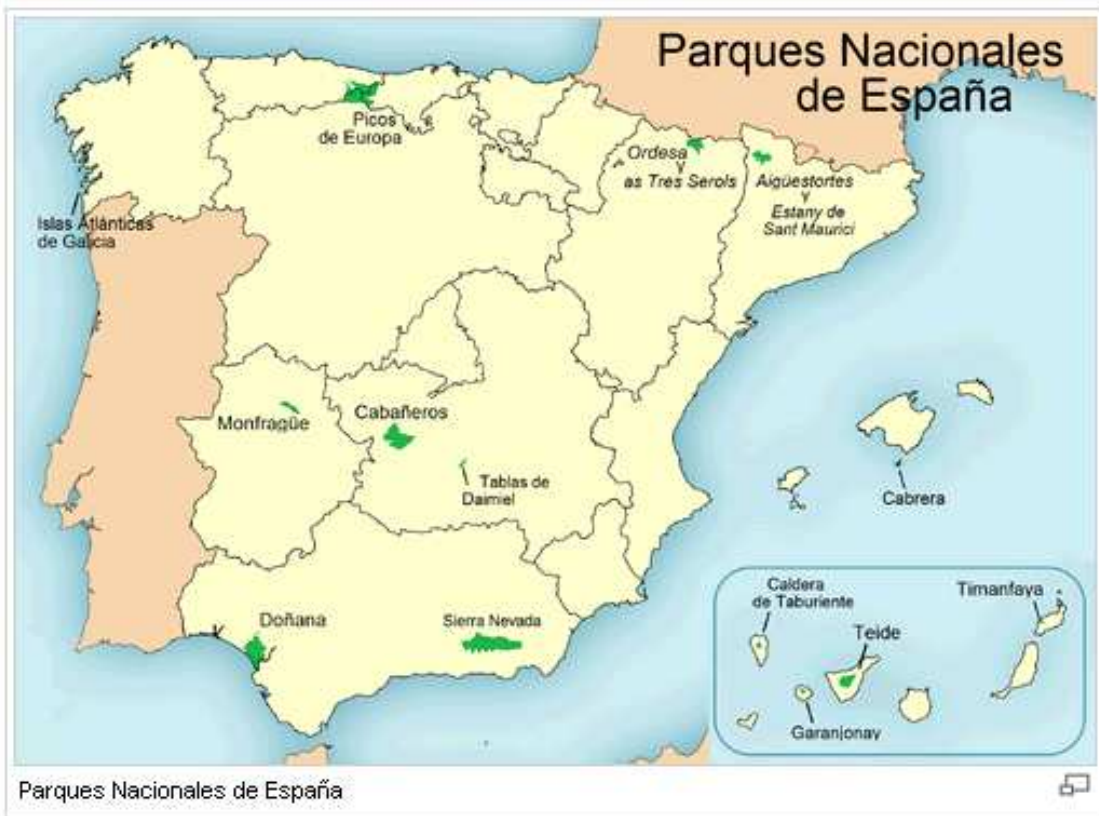 Parques Nacionales
de España
Picos
de Europa
Ordesa
y
as Tres Serols
Aigüestortes
y
Estany de
Sant Maurici
Islas Atlánticas
de Galicia
Monfragüe
Cabañeros
Tablas de
Daimiel
Cabrera
Doñana
Sierra Nevada
Caldera
de Taburiente
Timanfaya
Teide
Garanjonay
Parques Nacionales de España